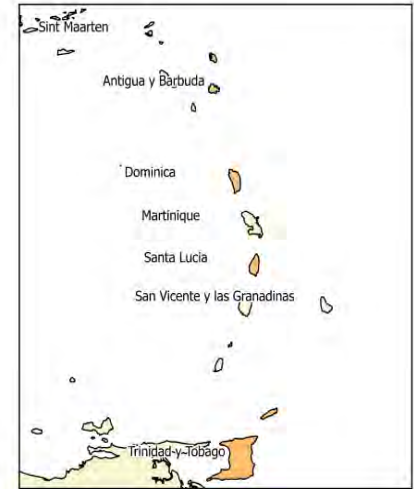 Sint Maarten
Antigua y Barbuda
Dominica
Martinique
Santa Lucia
San Vicente y las Granadinas
Trinidad y Tobago